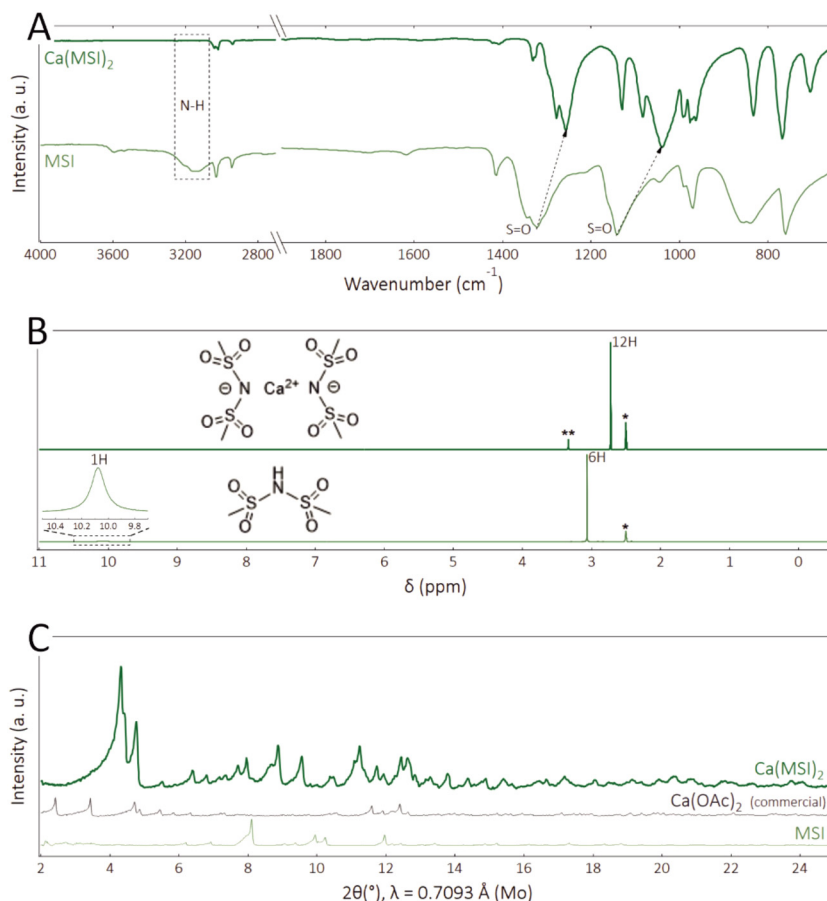 A
Ca(MSI)2
N-H
MSI
S=O
S=O
Intensity (a. u.)
4000 3600 3200 2800 1800 1600 1400 1200 1000 800
Wavenumber (cm-1)
B
12H
O O
S S
O O
⊖ N Ca2+ N ⊖
O O
S S
O O
** *
1H
6H
H
O N O
S S
O O
*
10.4 10.2 10.0 9.8
11 10 9 8 7 6 5 4 3 2 1 0
δ (ppm)
C
Intensity (a. u.)
Ca(MSI)2
Ca(OAc)2 (commercial)
MSI
2 4 6 8 10 12 14 16 18 20 22 24
2θ(°), λ = 0.7093 Å (Mo)